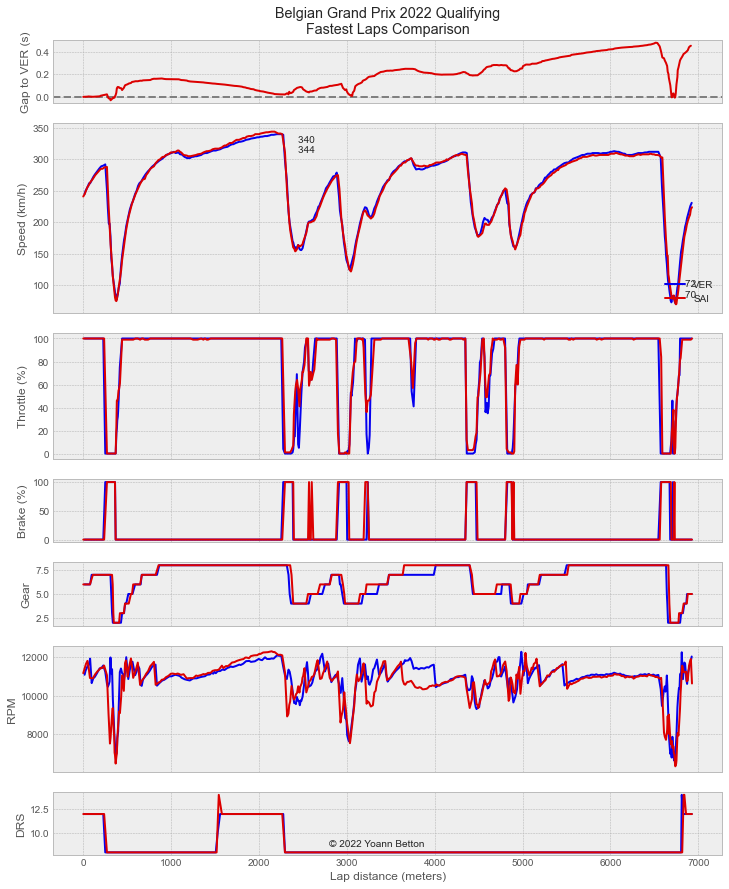 Belgian Grand Prix 2022 Qualifying
Fastest Laps Comparison
Gap to VER (s)
0.4
0.2
0.0
Speed (km/h)
350
300
250
200
150
100
340
344
72
70
VER
SAI
Throttle (%)
100
80
60
40
20
0
Brake (%)
100
50
0
Gear
7.5
5.0
2.5
RPM
12000
10000
8000
DRS
12.5
10.0
© 2022 Yoann Betton
0 1000 2000 3000 4000 5000 6000 7000
Lap distance (meters)